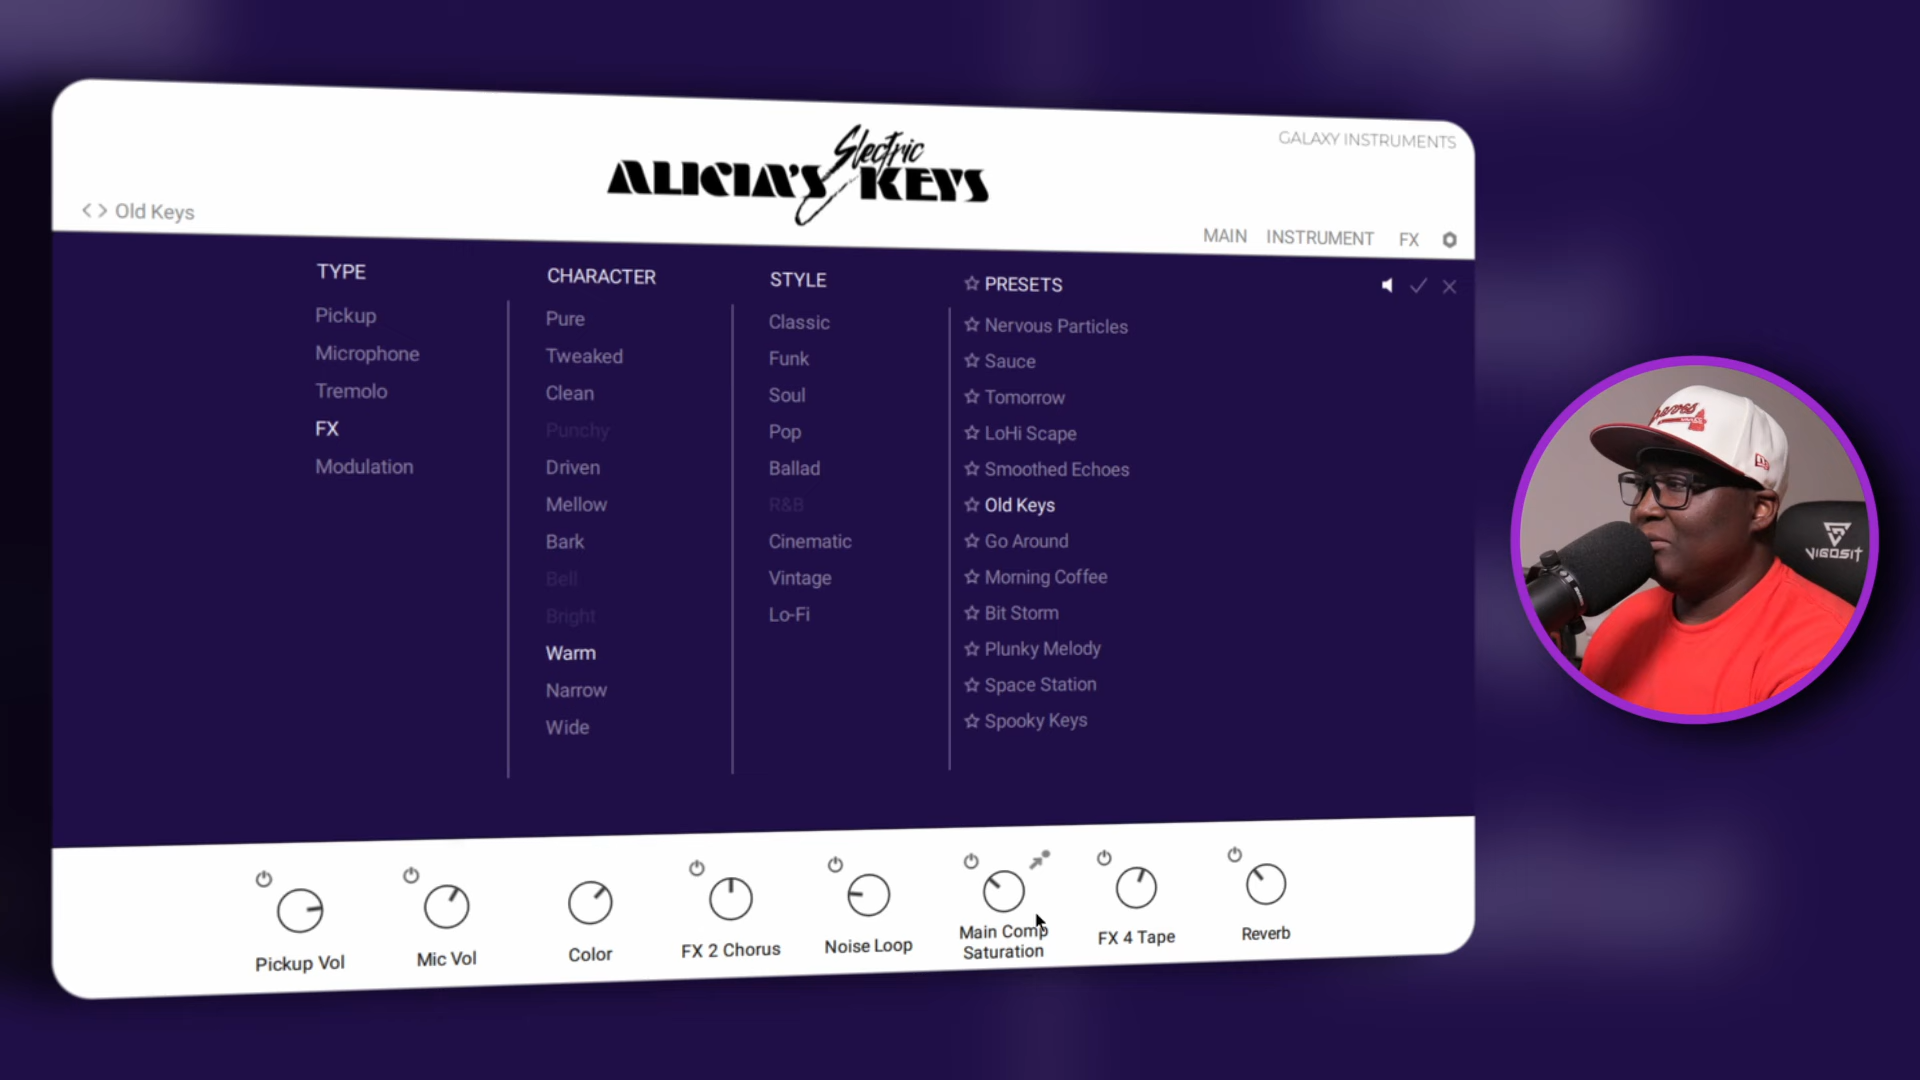 GALAXY INSTRUMENTS
Electric
ALICIA'S KEYS
< > Old Keys
MAIN INSTRUMENT FX
TYPE
Pickup
Microphone
Tremolo
FX
Modulation
CHARACTER
Pure
Tweaked
Clean
Punchy
Driven
Mellow
Bark
Bell
Bright
Warm
Narrow
Wide
STYLE
Classic
Funk
Soul
Pop
Ballad
R&B
Cinematic
Vintage
Lo-Fi
PRESETS
Nervous Particles
Sauce
Tomorrow
LoHi Scape
Smoothed Echoes
Old Keys
Go Around
Morning Coffee
Bit Storm
Plunky Melody
Space Station
Spooky Keys
Pickup Vol
Mic Vol
Color
FX 2 Chorus
Noise Loop
Main Comp
Saturation
FX 4 Tape
Reverb
VIGOSIT